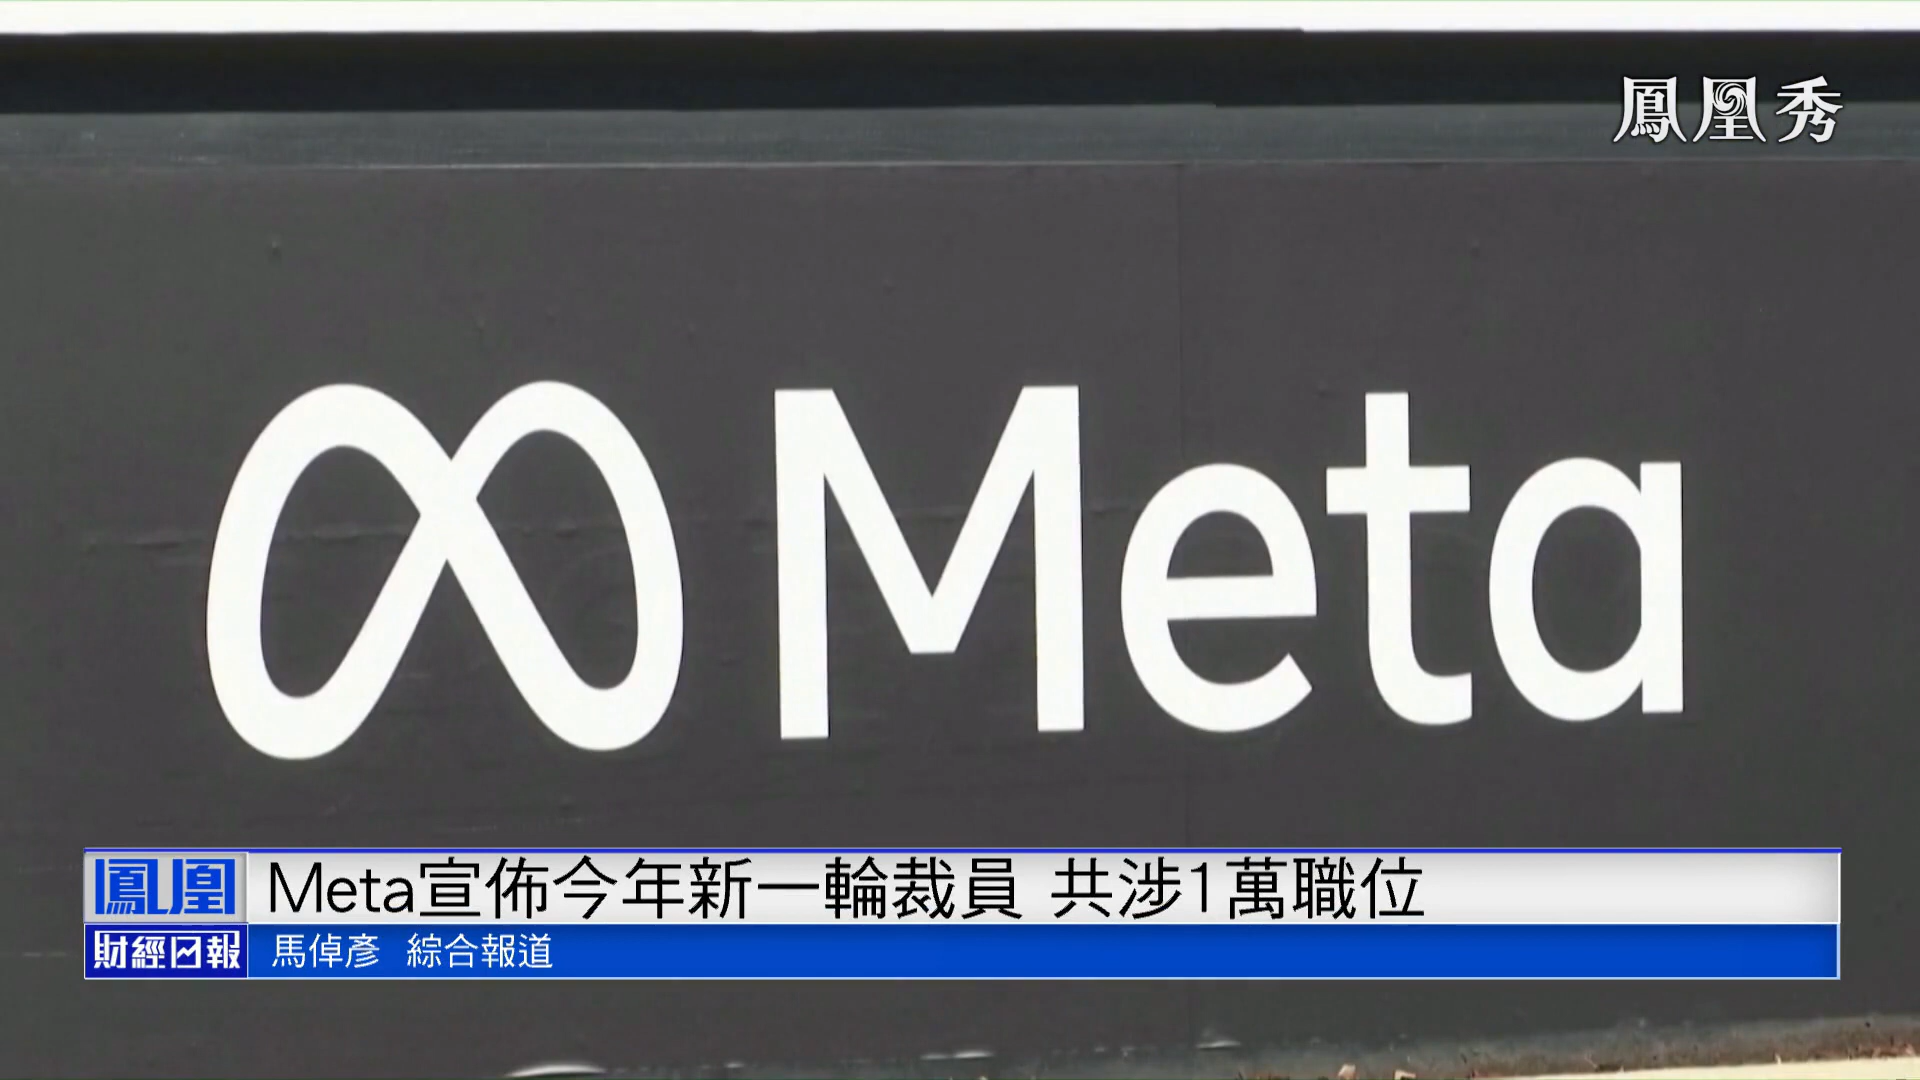 鳳凰秀
Meta
鳳凰
Meta宣佈今年新一輪裁員 共涉1萬職位
財經日報
馬倬彥 綜合報道